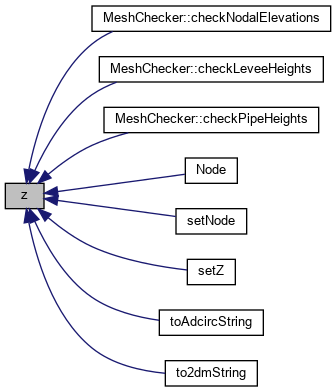 MeshChecker::checkNodalElevations
MeshChecker::checkLeveeHeights
MeshChecker::checkPipeHeights
Node
z
setNode
setZ
toAdcircString
to2dmString